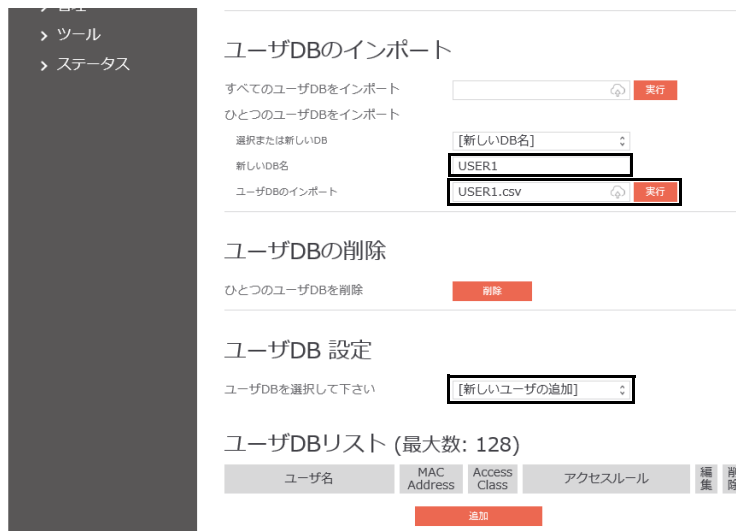 管理
ツール
ステータス
ユーザDBのインポート
すべてのユーザDBをインポート
実行
ひとつのユーザDBをインポート
選択または新しいDB
[新しいDB名]
新しいDB名
USER1
ユーザDBのインポート
USER1.csv
実行
ユーザDBの削除
ひとつのユーザDBを削除
削除
ユーザDB 設定
ユーザDBを選択して下さい
[新しいユーザの追加]
ユーザDBリスト (最大数: 128)
ユーザ名
MAC
Address
Access
Class
アクセスルール
編
集
削
除
追加